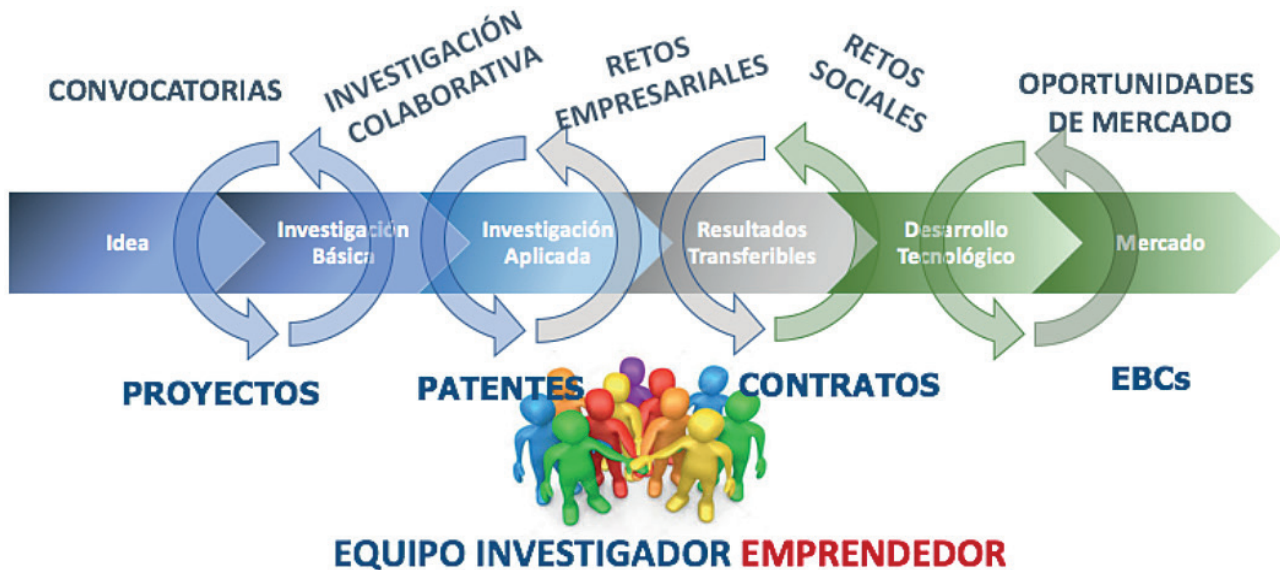 CONVOCATORIAS
INVESTIGACIÓN
COLABORATIVA
RETOS
EMPRESARIALES
RETOS
SOCIALES
OPORTUNIDADES
DE MERCADO
Idea
Investigación
Básica
Investigación
Aplicada
Resultados
Transferibles
Desarrollo
Tecnológico
Mercado
PROYECTOS
PATENTES
CONTRATOS
EBCs
EQUIPO INVESTIGADOR EMPRENDEDOR